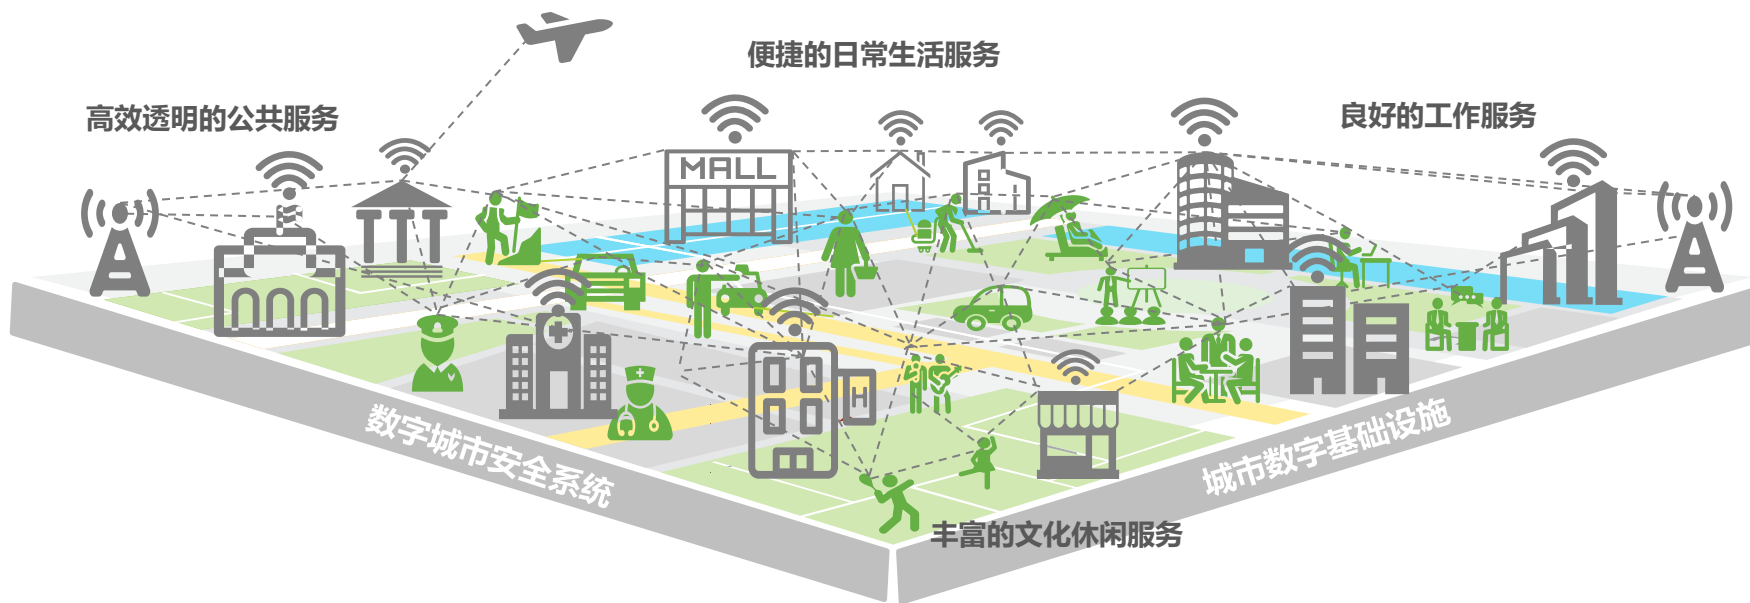 便捷的日常生活服务
高效透明的公共服务
良好的工作服务
MALL
H
数字城市安全系统
城市数字基础设施
丰富的文化休闲服务